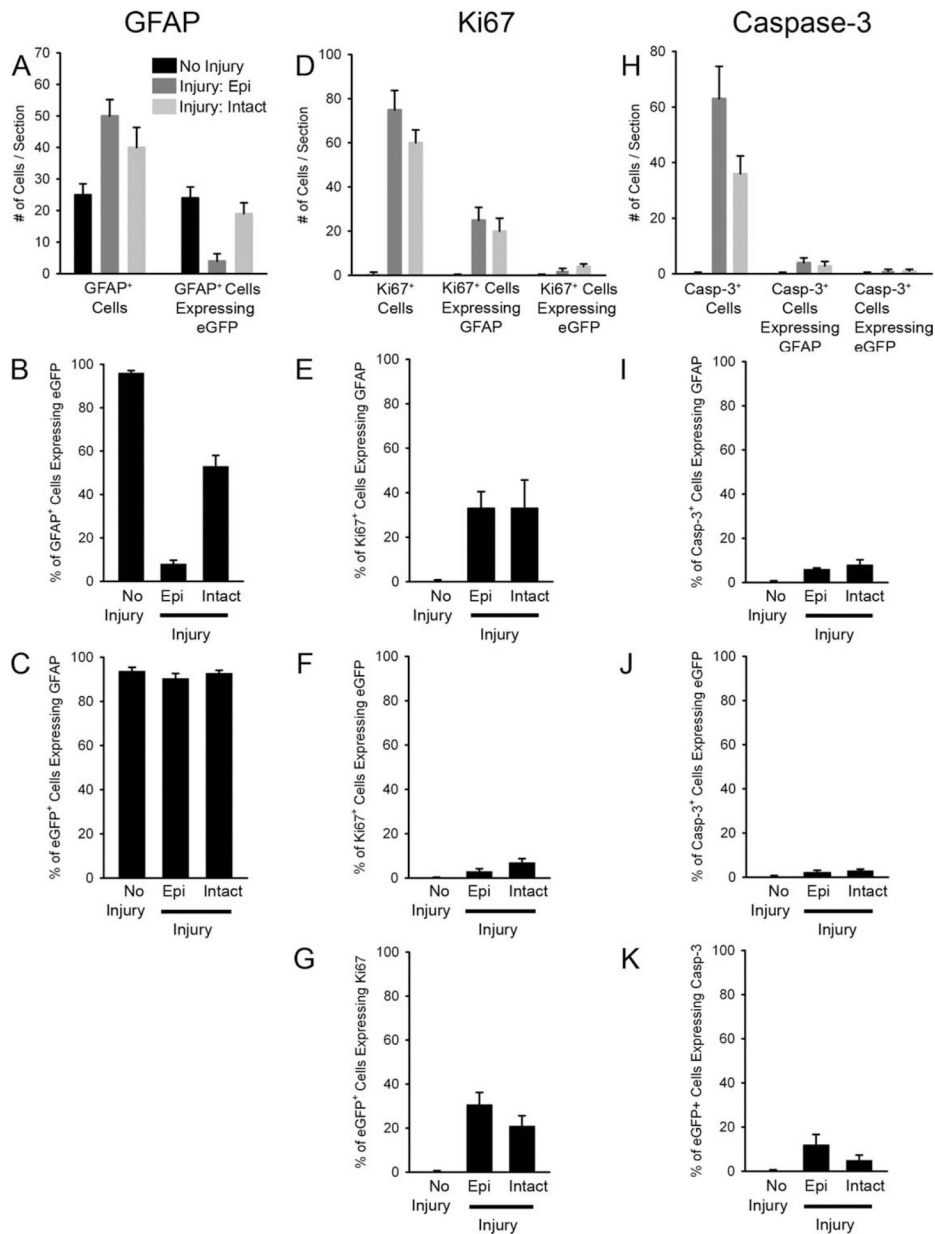 GFAP
Ki67
Caspase-3
A
# of Cells / Section
70
60
50
40
30
20
10
0
No Injury
Injury: Epi
Injury: Intact
GFAP⁺
Cells
GFAP⁺ Cells
Expressing
eGFP
D
# of Cells / Section
100
80
60
40
20
0
Ki67⁺
Cells
Ki67⁺ Cells
Expressing
GFAP
Ki67⁺ Cells
Expressing
eGFP
H
# of Cells / Section
80
60
40
20
0
Casp-3⁺
Cells
Casp-3⁺
Cells
Expressing
GFAP
Casp-3⁺
Cells
Expressing
eGFP
B
% of GFAP⁺ Cells Expressing eGFP
100
80
60
40
20
0
No
Injury
Epi
Intact
Injury
E
% of Ki67⁺ Cells Expressing GFAP
100
80
60
40
20
0
No
Injury
Epi
Intact
Injury
I
% of Casp-3⁺ Cells Expressing GFAP
100
80
60
40
20
0
No
Injury
Epi
Intact
Injury
C
% of eGFP⁺ Cells Expressing GFAP
100
80
60
40
20
0
No
Injury
Epi
Intact
Injury
F
% of Ki67⁺ Cells Expressing eGFP
100
80
60
40
20
0
No
Injury
Epi
Intact
Injury
J
% of Casp-3⁺ Cells Expressing eGFP
100
80
60
40
20
0
No
Injury
Epi
Intact
Injury
G
% of eGFP⁺ Cells Expressing Ki67
100
80
60
40
20
0
No
Injury
Epi
Intact
Injury
K
% of eGFP+ Cells Expressing Casp-3
100
80
60
40
20
0
No
Injury
Epi
Intact
Injury